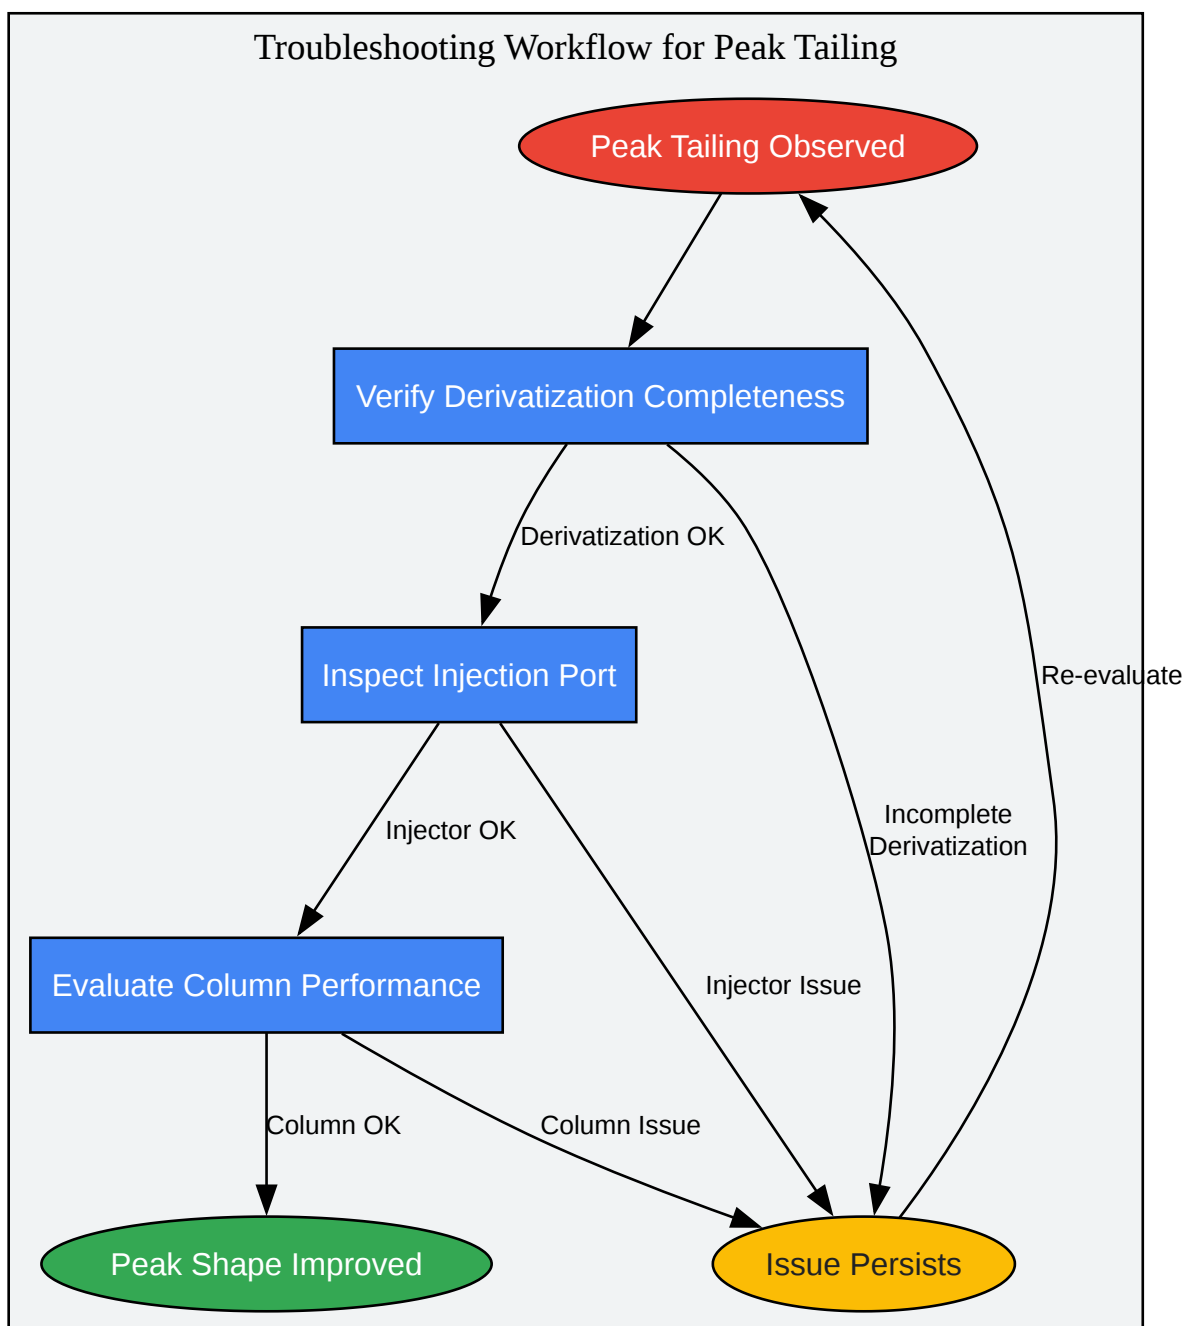 Troubleshooting Workflow for Peak Tailing
Peak Tailing Observed
Verify Derivatization Completeness
Derivatization OK
Inspect Injection Port
Re-evaluate
Injector OK
Incomplete
Derivatization
Evaluate Column Performance
Injector Issue
Column OK
Column Issue
Peak Shape Improved
Issue Persists